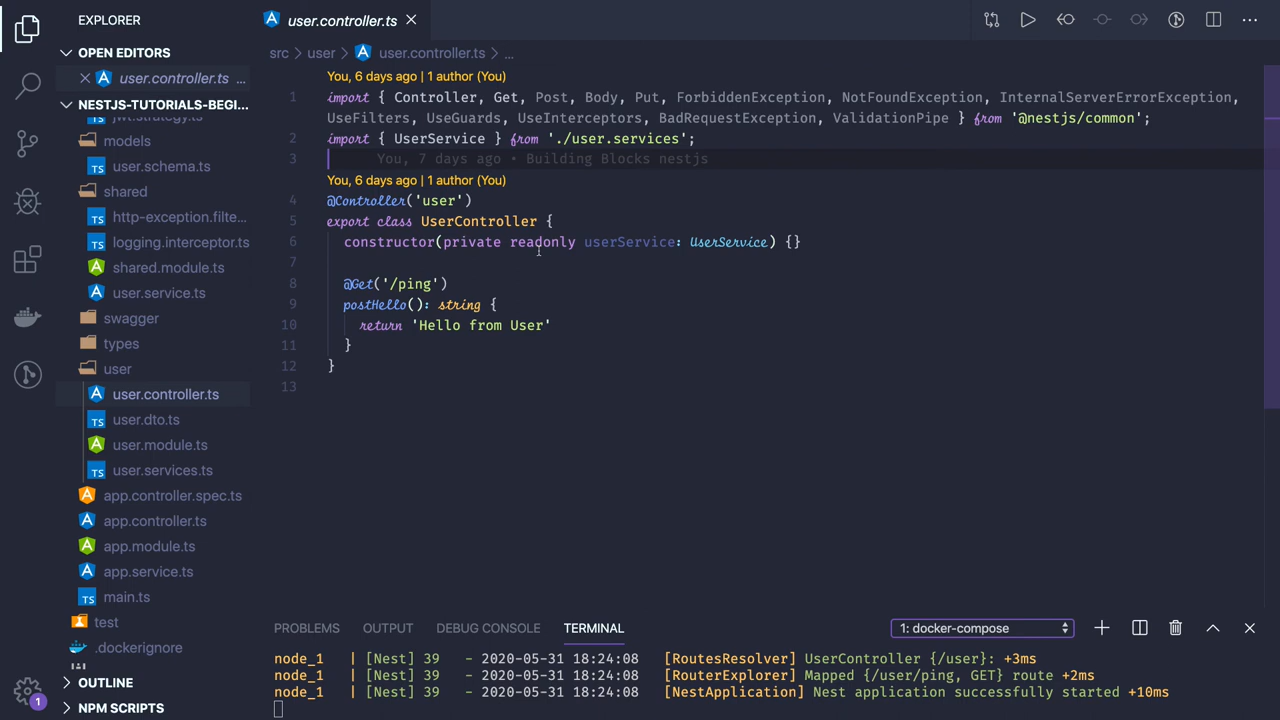 EXPLORER
OPEN EDITORS
user.controller.ts ...
NESTJS-TUTORIALS-BEGI...
jwt.strategy.ts
models
user.schema.ts
shared
http-exception.filte...
logging.interceptor.ts
shared.module.ts
user.service.ts
swagger
types
user
user.controller.ts
user.dto.ts
user.module.ts
user.services.ts
app.controller.spec.ts
app.controller.ts
app.module.ts
app.service.ts
main.ts
test
.dockerignore
OUTLINE
NPM SCRIPTS
1
user.controller.ts
src > user > user.controller.ts > ...
You, 6 days ago | 1 author (You)
1 import { Controller, Get, Post, Body, Put, ForbiddenException, NotFoundException, InternalServerErrorException,
UseFilters, UseGuards, UseInterceptors, BadRequestException, ValidationPipe } from '@nestjs/common';
2 import { UserService } from './user.services';
3 You, 7 days ago • Building Blocks nestjs
You, 6 days ago | 1 author (You)
4 @Controller('user')
5 export class UserController {
6 constructor(private readonly userService: UserService) {}
7
8 @Get('/ping')
9 postHello(): string {
10 return 'Hello from User'
11 }
12 }
13
PROBLEMS OUTPUT DEBUG CONSOLE TERMINAL 1: docker-compose
node_1 | [Nest] 39 - 2020-05-31 18:24:08 [RoutesResolver] UserController {/user}: +3ms
node_1 | [Nest] 39 - 2020-05-31 18:24:08 [RouterExplorer] Mapped {/user/ping, GET} route +2ms
node_1 | [Nest] 39 - 2020-05-31 18:24:08 [NestApplication] Nest application successfully started +10ms